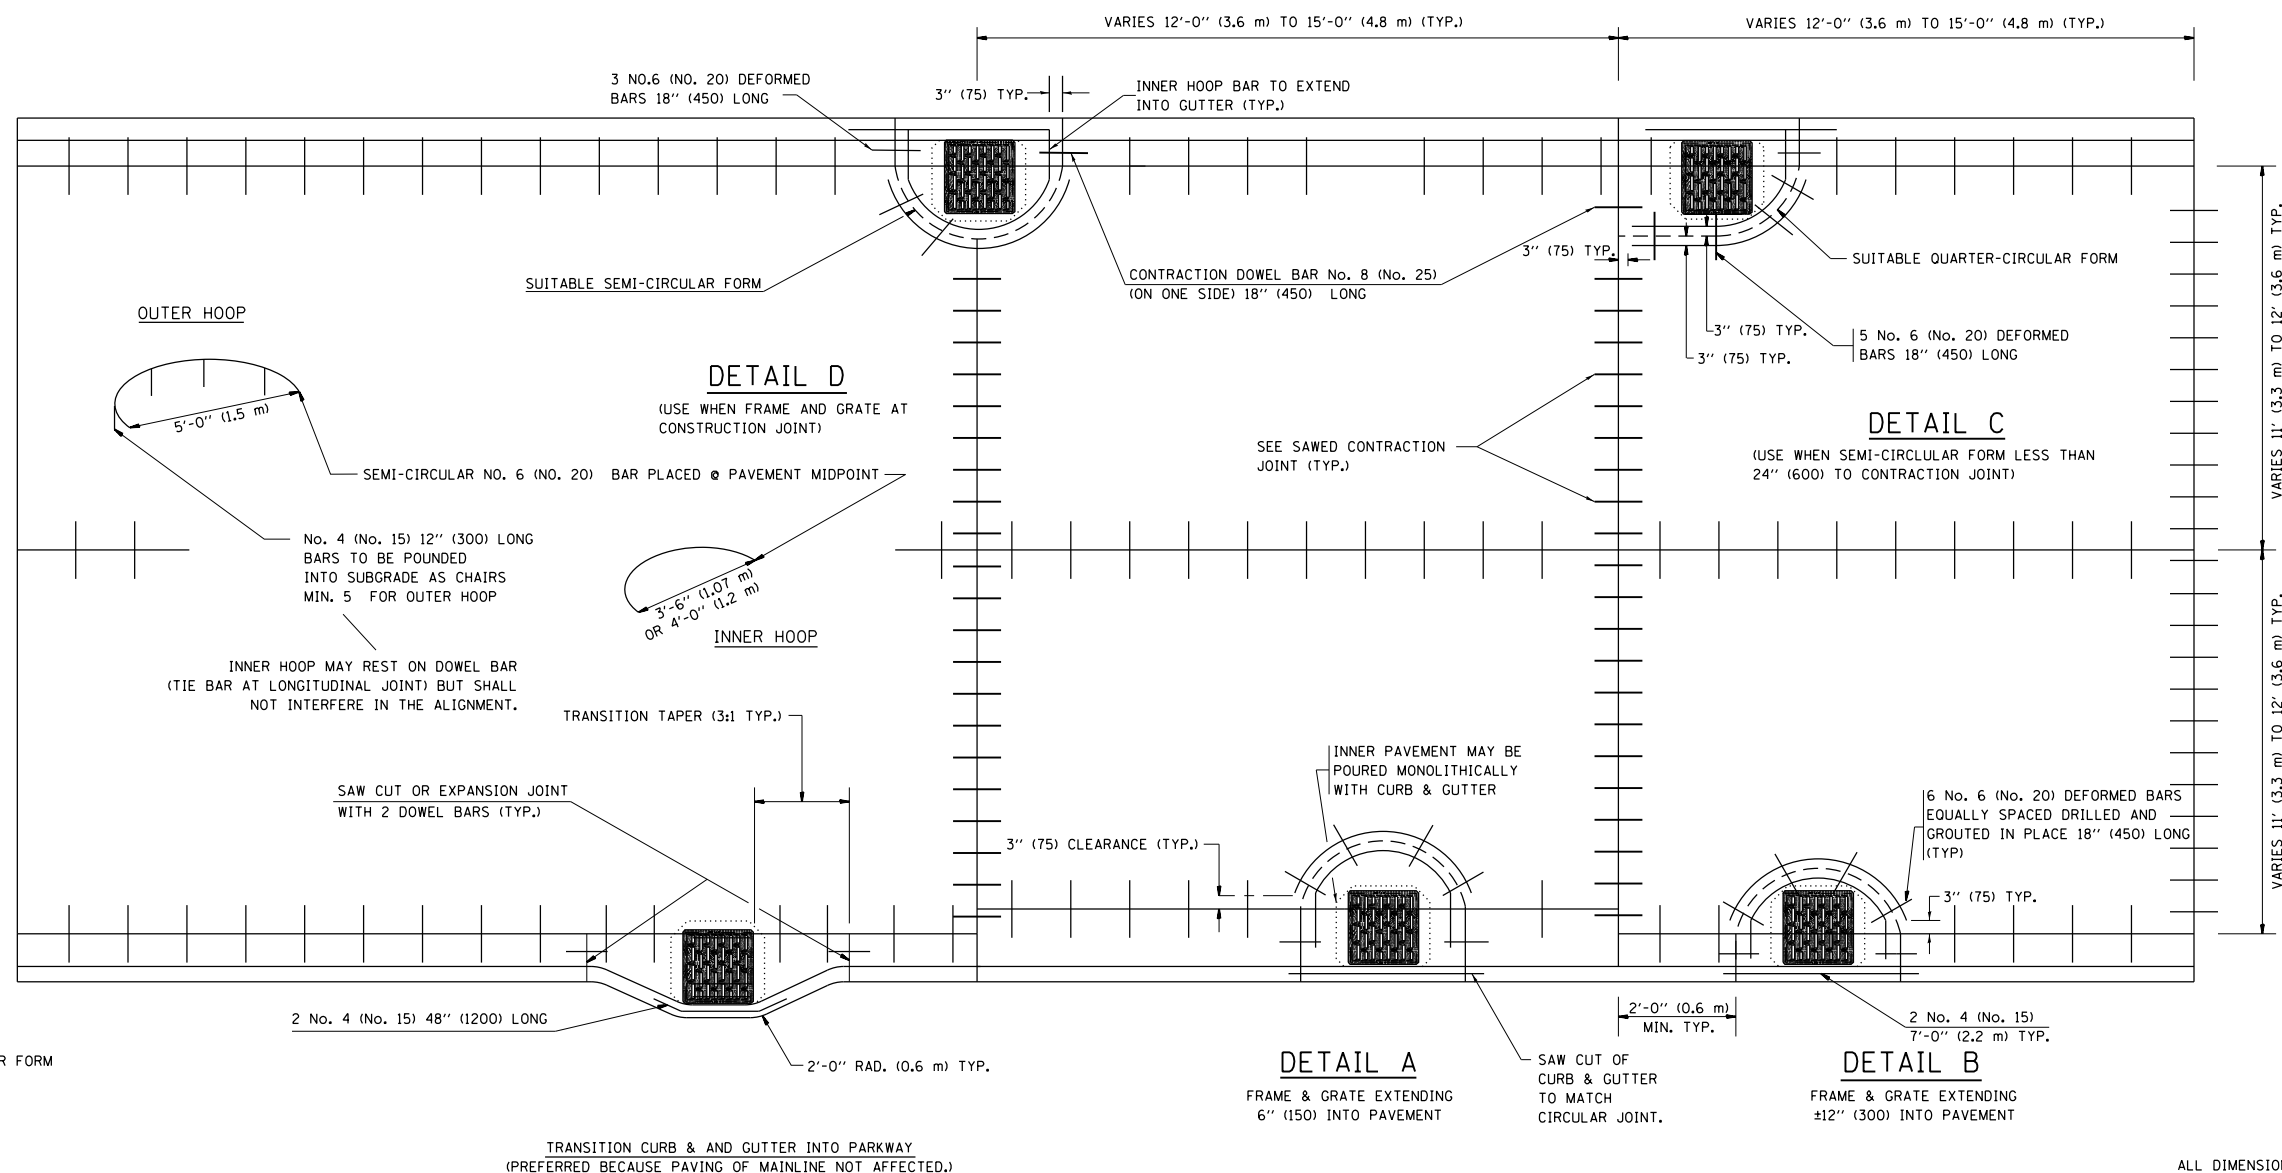 VARIES 12'-0" (3.6 m) TO 15'-0" (4.8 m) (TYP.)
VARIES 12'-0" (3.6 m) TO 15'-0" (4.8 m) (TYP.)
3 NO.6 (NO. 20) DEFORMED
BARS 18" (450) LONG
3" (75) TYP.
INNER HOOP BAR TO EXTEND
INTO GUTTER (TYP.)
SUITABLE SEMI-CIRCULAR FORM
CONTRACTION DOWEL BAR No. 8 (No. 25)
(ON ONE SIDE) 18" (450) LONG
3" (75) TYP.
SUITABLE QUARTER-CIRCULAR FORM
3" (75) TYP.
3" (75) TYP.
5 No. 6 (No. 20) DEFORMED
BARS 18" (450) LONG
VARIES 11' (3.3 m) TO 12' (3.6 m) TYP.
OUTER HOOP
5'-0" (1.5 m)
DETAIL D
(USE WHEN FRAME AND GRATE AT
CONSTRUCTION JOINT)
SEMI-CIRCULAR NO. 6 (NO. 20) BAR PLACED @ PAVEMENT MIDPOINT
SEE SAWED CONTRACTION
JOINT (TYP.)
DETAIL C
(USE WHEN SEMI-CIRCLULAR FORM LESS THAN
24" (600) TO CONTRACTION JOINT)
No. 4 (No. 15) 12" (300) LONG
BARS TO BE POUNDED
INTO SUBGRADE AS CHAIRS
MIN. 5 FOR OUTER HOOP
3'-6" (1.07 m)
OR 4'-0" (1.2 m)
INNER HOOP
INNER HOOP MAY REST ON DOWEL BAR
(TIE BAR AT LONGITUDINAL JOINT) BUT SHALL
NOT INTERFERE IN THE ALIGNMENT.
VARIES 11' (3.3 m) TO 12' (3.6 m) TYP.
TRANSITION TAPER (3:1 TYP.)
SAW CUT OR EXPANSION JOINT
WITH 2 DOWEL BARS (TYP.)
INNER PAVEMENT MAY BE
POURED MONOLITHICALLY
WITH CURB & GUTTER
3" (75) CLEARANCE (TYP.)
6 No. 6 (No. 20) DEFORMED BARS
EQUALLY SPACED DRILLED AND
GROUTED IN PLACE 18" (450) LONG
(TYP)
3" (75) TYP.
2 No. 4 (No. 15) 48" (1200) LONG
2'-0" RAD. (0.6 m) TYP.
2'-0" (0.6 m)
MIN. TYP.
2 No. 4 (No. 15)
7'-0" (2.2 m) TYP.
R FORM
DETAIL A
FRAME & GRATE EXTENDING
6" (150) INTO PAVEMENT
SAW CUT OF
CURB & GUTTER
TO MATCH
CIRCULAR JOINT.
DETAIL B
FRAME & GRATE EXTENDING
±12" (300) INTO PAVEMENT
TRANSITION CURB & AND GUTTER INTO PARKWAY
(PREFERRED BECAUSE PAVING OF MAINLINE NOT AFFECTED.)
ALL DIMENSION